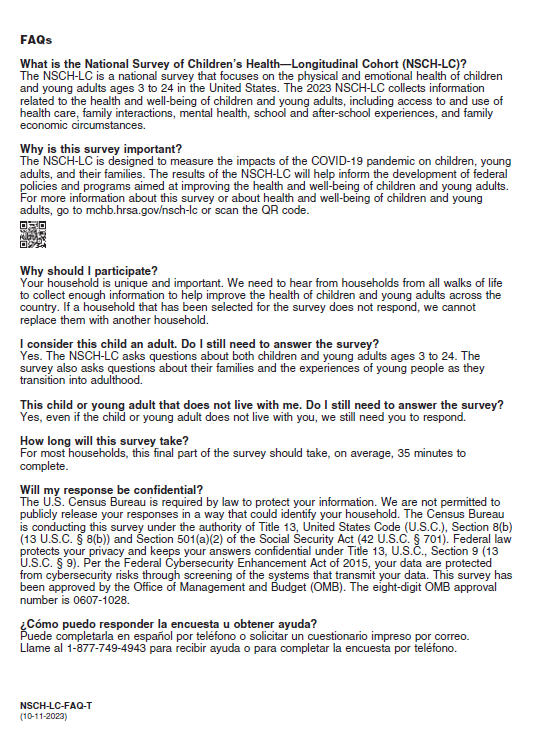 FAQs
What is the National Survey of Children's Health—Longitudinal Cohort (NSCH-LC)?
The NSCH-LC is a national survey that focuses on the physical and emotional health of children
and young adults ages 3 to 24 in the United States. The 2023 NSCH-LC collects information
related to the health and well-being of children and young adults, including access to and use of
health care, family interactions, mental health, school and after-school experiences, and family
economic circumstances.
Why is this survey important?
The NSCH-LC is designed to measure the impacts of the COVID-19 pandemic on children, young
adults, and their families. The results of the NSCH-LC will help inform the development of federal
policies and programs aimed at improving the health and well-being of children and young adults.
For more information about this survey or about health and well-being of children and young
adults, go to mchb.hrsa.gov/nsch-lc or scan the QR code.
Why should I participate?
Your household is unique and important. We need to hear from households from all walks of life
to collect enough information to help improve the health of children and young adults across the
country. If a household that has been selected for the survey does not respond, we cannot
replace them with another household.
I consider this child an adult. Do I still need to answer the survey?
Yes. The NSCH-LC asks questions about both children and young adults ages 3 to 24. The
survey also asks questions about their families and the experiences of young people as they
transition into adulthood.
This child or young adult that does not live with me. Do I still need to answer the survey?
Yes, even if the child or young adult does not live with you, we still need you to respond.
How long will this survey take?
For most households, this final part of the survey should take, on average, 35 minutes to
complete.
Will my response be confidential?
The U.S. Census Bureau is required by law to protect your information. We are not permitted to
publicly release your responses in a way that could identify your household. The Census Bureau
is conducting this survey under the authority of Title 13, United States Code (U.S.C.), Section 8(b)
(13 U.S.C. § 8(b)) and Section 501(a)(2) of the Social Security Act (42 U.S.C. § 701). Federal law
protects your privacy and keeps your answers confidential under Title 13, U.S.C., Section 9 (13
U.S.C. § 9). Per the Federal Cybersecurity Enhancement Act of 2015, your data are protected
from cybersecurity risks through screening of the systems that transmit your data. This survey has
been approved by the Office of Management and Budget (OMB). The eight-digit OMB approval
number is 0607-1028.
¿Cómo puedo responder la encuesta u obtener ayuda?
Puede completarla en español por teléfono o solicitar un cuestionario impreso por correo.
Llame al 1-877-749-4943 para recibir ayuda o para completar la encuesta por teléfono.
NSCH-LC-FAQ-T
(10-11-2023)